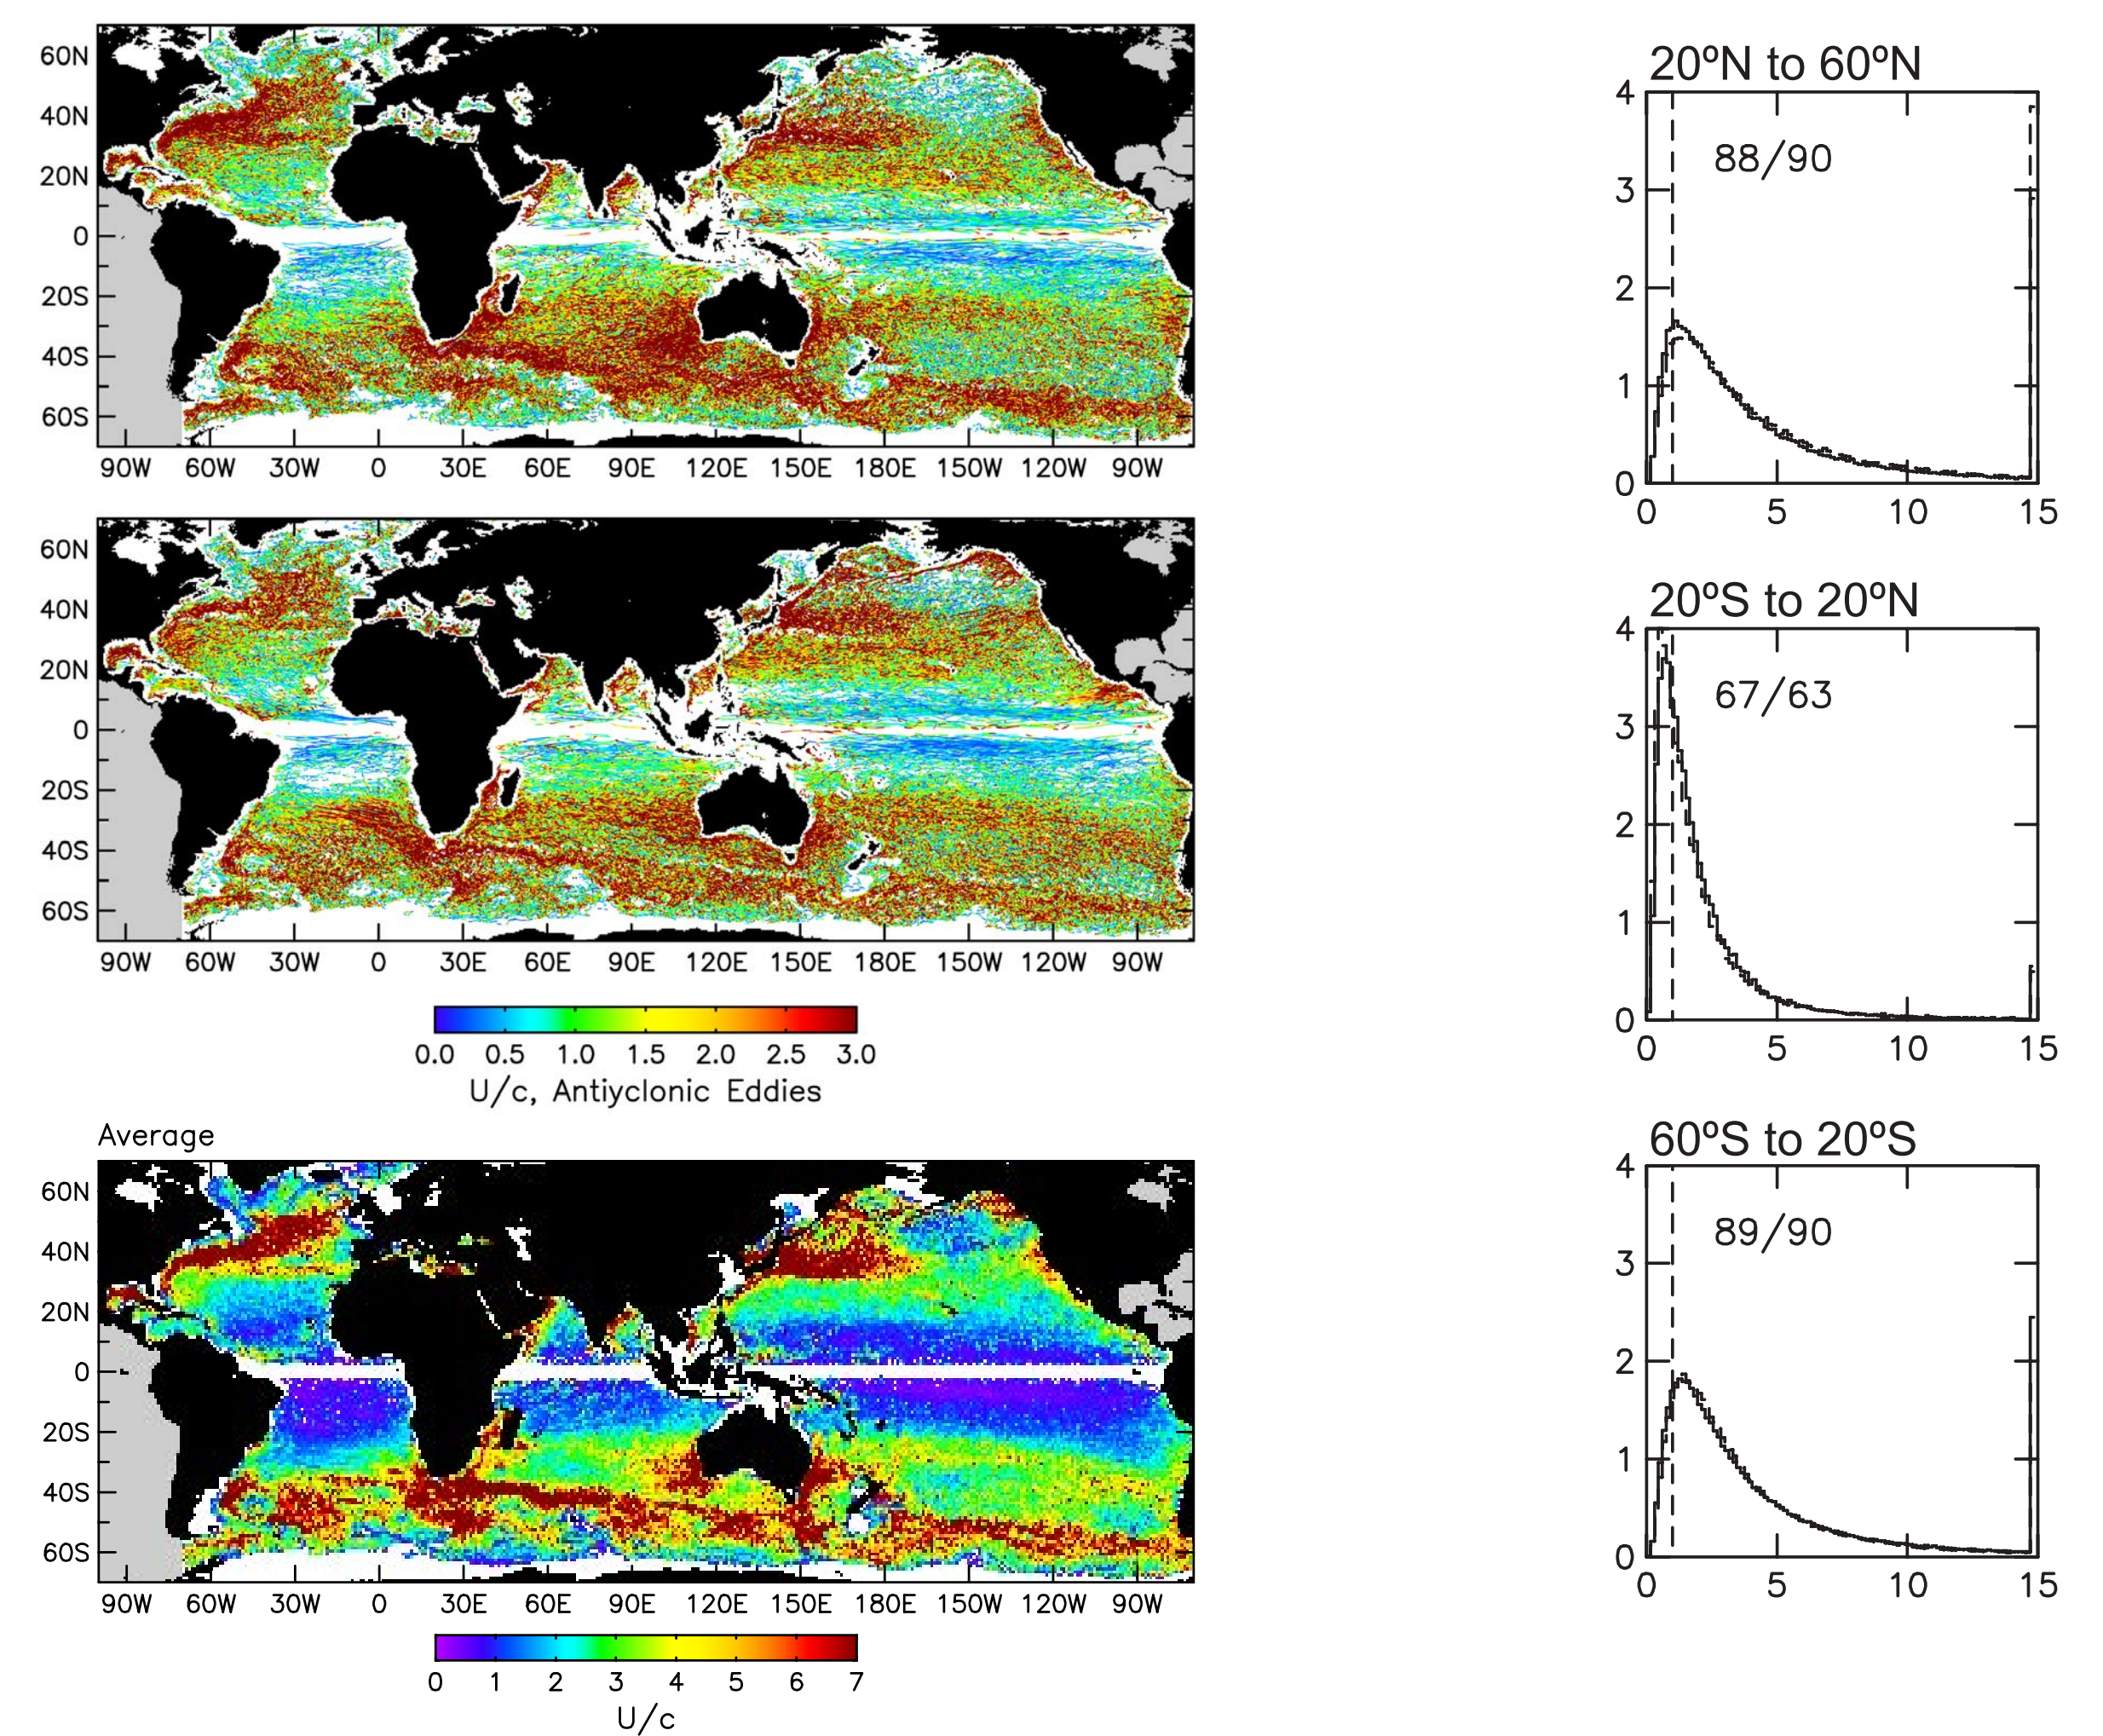 60N
40N
20N
0
20S
40S
60S
90W 60W 30W 0 30E 60E 90E 120E 150E 180E 150W 120W 90W
60N
40N
20N
0
20S
40S
60S
90W 60W 30W 0 30E 60E 90E 120E 150E 180E 150W 120W 90W
0.0 0.5 1.0 1.5 2.0 2.5 3.0
U/c, Antiyclonic Eddies
Average
60N
40N
20N
0
20S
40S
60S
90W 60W 30W 0 30E 60E 90E 120E 150E 180E 150W 120W 90W
0 1 2 3 4 5 6 7
U/c
20ºN to 60ºN
4
88/90
3
2
1
0
0 5 10 15
20ºS to 20ºN
4
67/63
3
2
1
0
0 5 10 15
60ºS to 20ºS
4
89/90
3
2
1
0
0 5 10 15